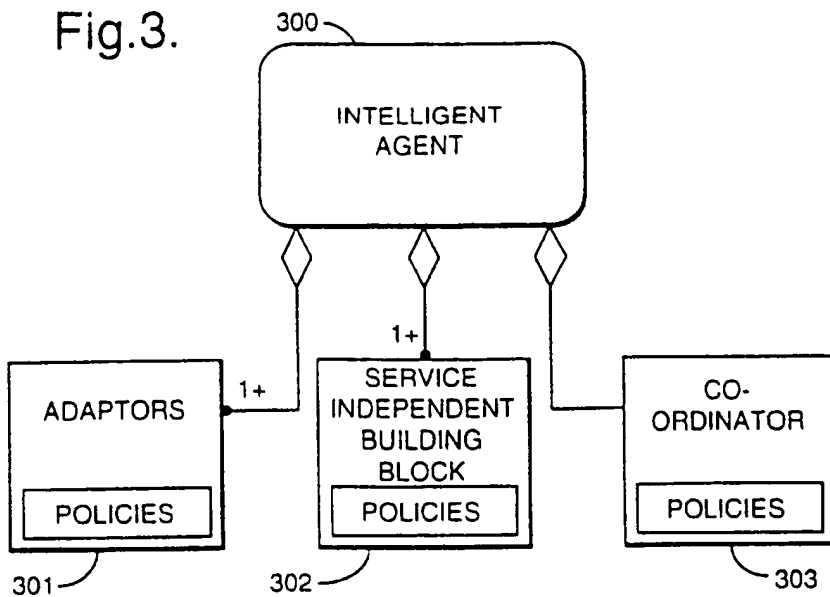 Fig.3.
300
INTELLIGENT
AGENT
1+
1+
ADAPTORS
POLICIES
301
SERVICE
INDEPENDENT
BUILDING
BLOCK
POLICIES
302
CO-
ORDINATOR
POLICIES
303